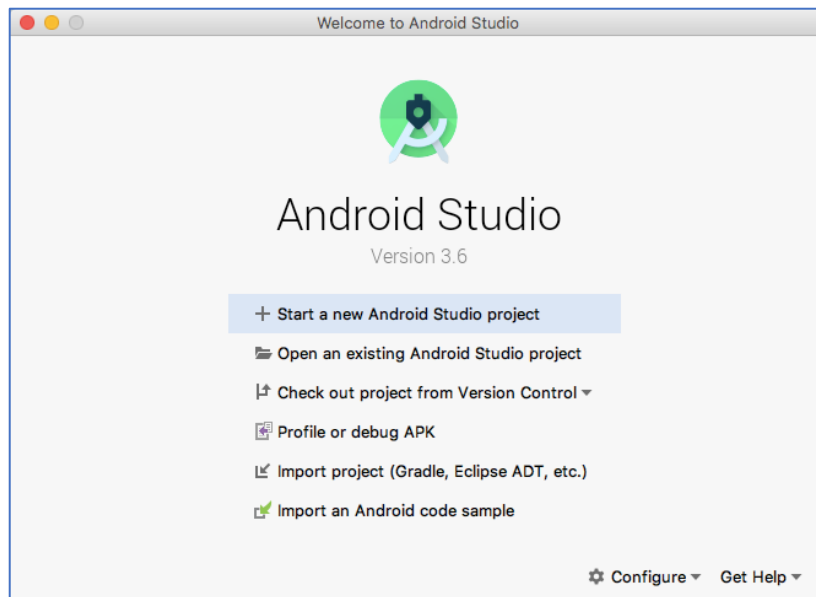 Welcome to Android Studio
Android Studio
Version 3.6
Start a new Android Studio project
Open an existing Android Studio project
Check out project from Version Control
Profile or debug APK
Import project (Gradle, Eclipse ADT, etc.)
Import an Android code sample
Configure Get Help